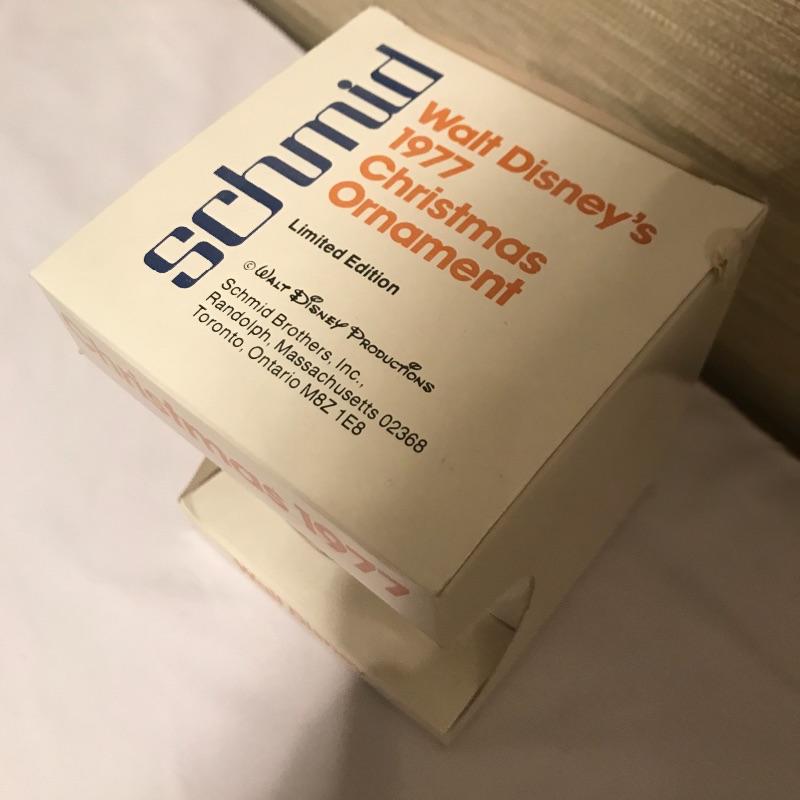 schmid
Walt Disney's
1977
Christmas
Ornament
Limited Edition
© WALT DISNEY PRODUCTIONS
Schmid Brothers, Inc.,
Randolph, Massachusetts 02368
Toronto, Ontario M8Z 1E8
Christmas 1977